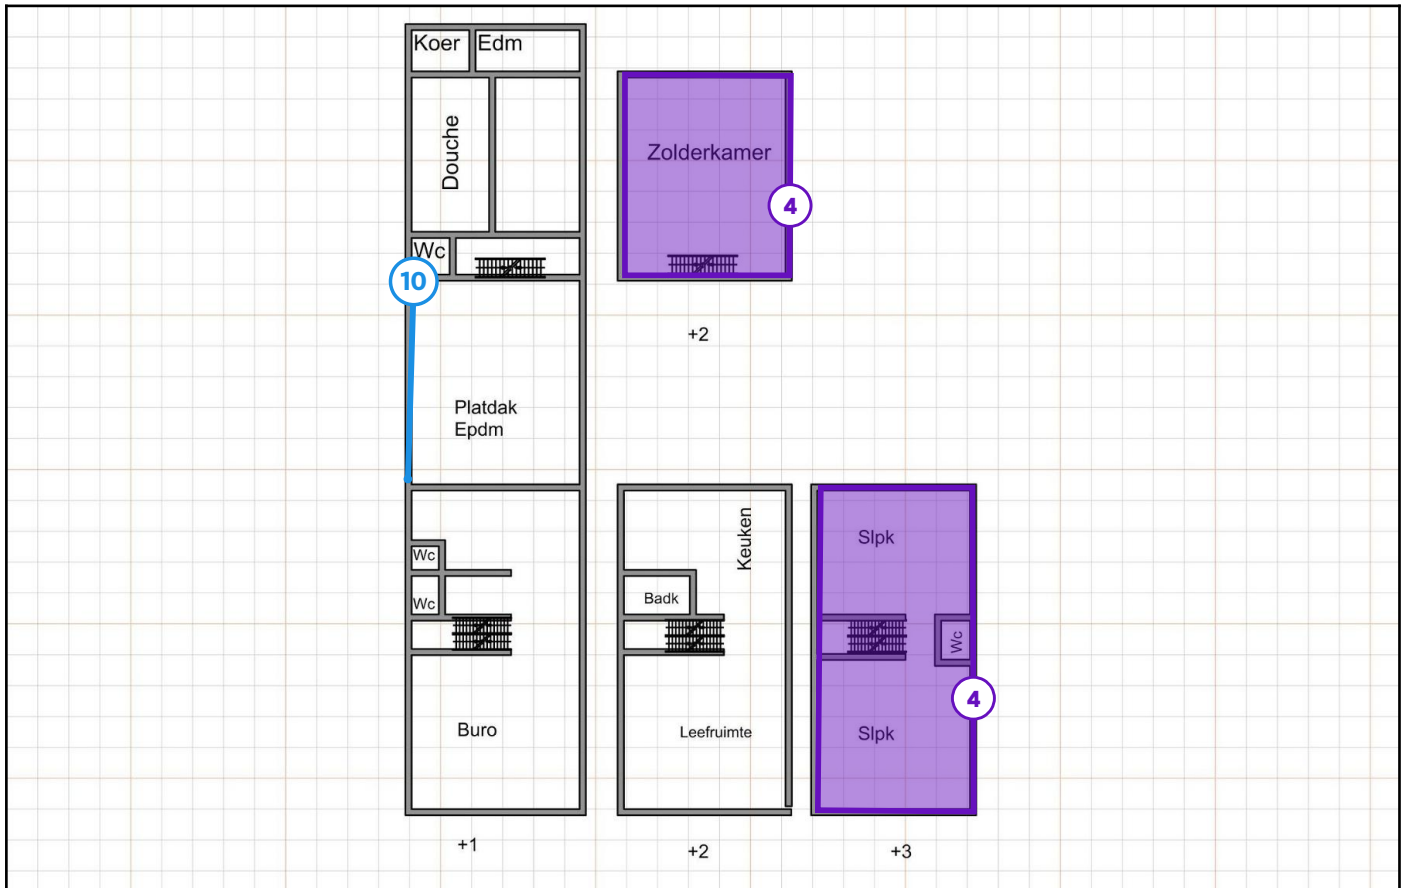 Koer
Edm
Douche
Zolderkamer
4
Wc
10
+2
Platdak
Epdm
Keuken
Slpk
Wc
Wc
Badk
Wc
4
Buro
Leefruimte
Slpk
+1
+2
+3